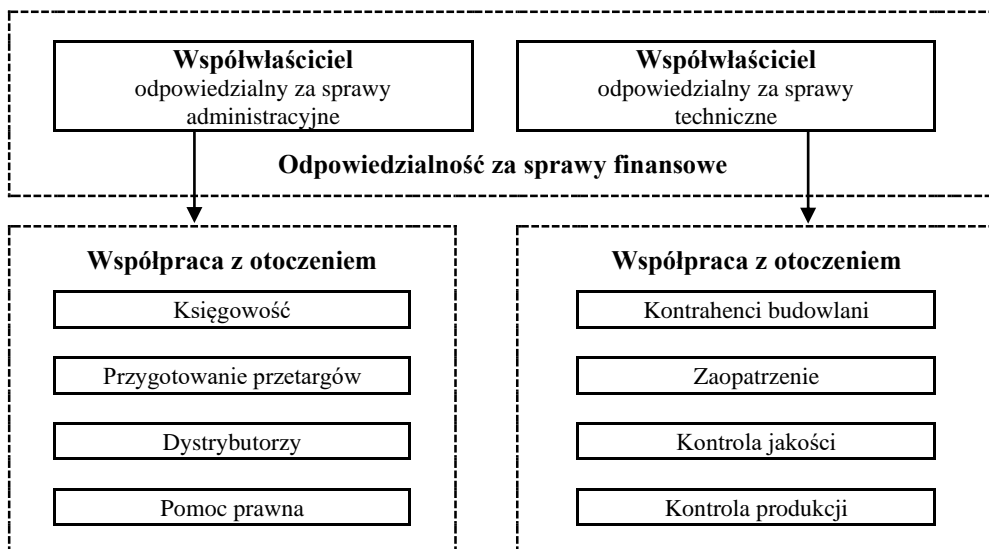 Współwłaściciel
odpowiedzialny za sprawy
administracyjne
Współwłaściciel
odpowiedzialny za sprawy
techniczne
Odpowiedzialność za sprawy finansowe
Współpraca z otoczeniem
Księgowość
Przygotowanie przetargów
Dystrybutorzy
Pomoc prawna
Współpraca z otoczeniem
Kontrahenci budowlani
Zaopatrzenie
Kontrola jakości
Kontrola produkcji